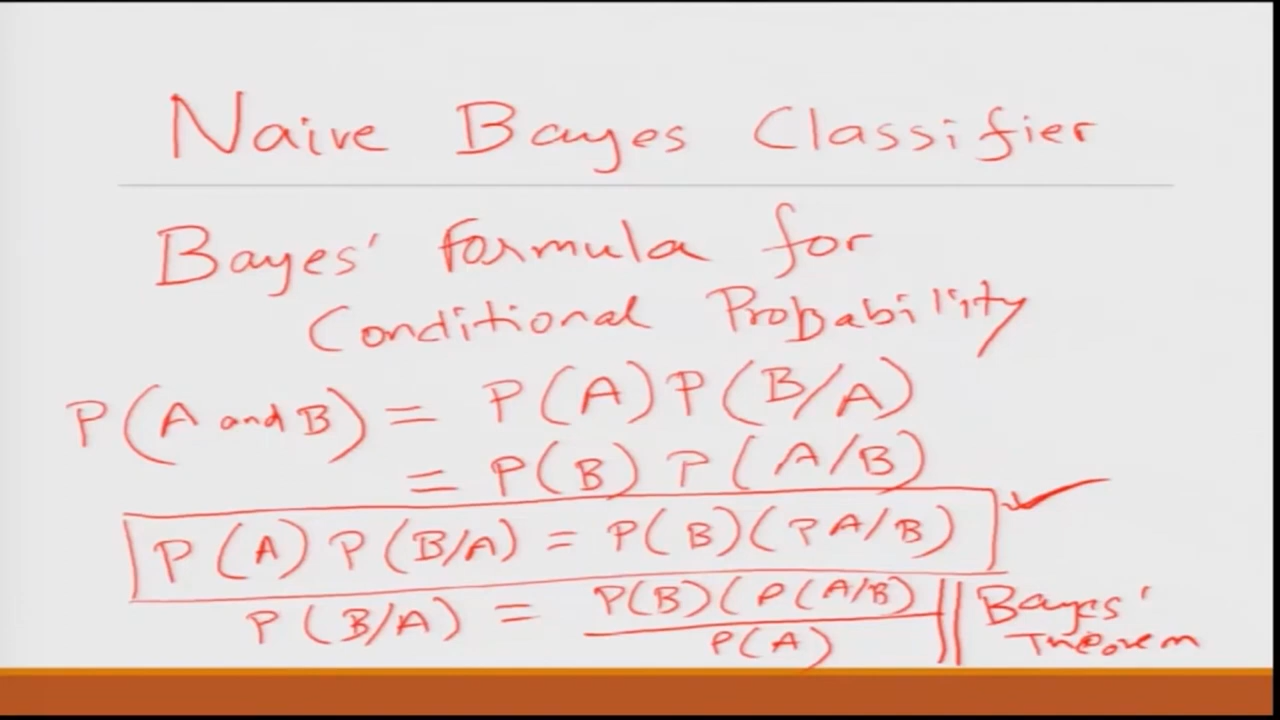 Naive Bayes Classifier
Bayes' formula for
Conditional Probability
P(A and B) = P(A) P(B/A)
= P(B) P(A/B)
P(A) P(B/A) = P(B)(PA/B)
P(B/A) = P(B)(P(A/B) / P(A) || Bayes' Theorem